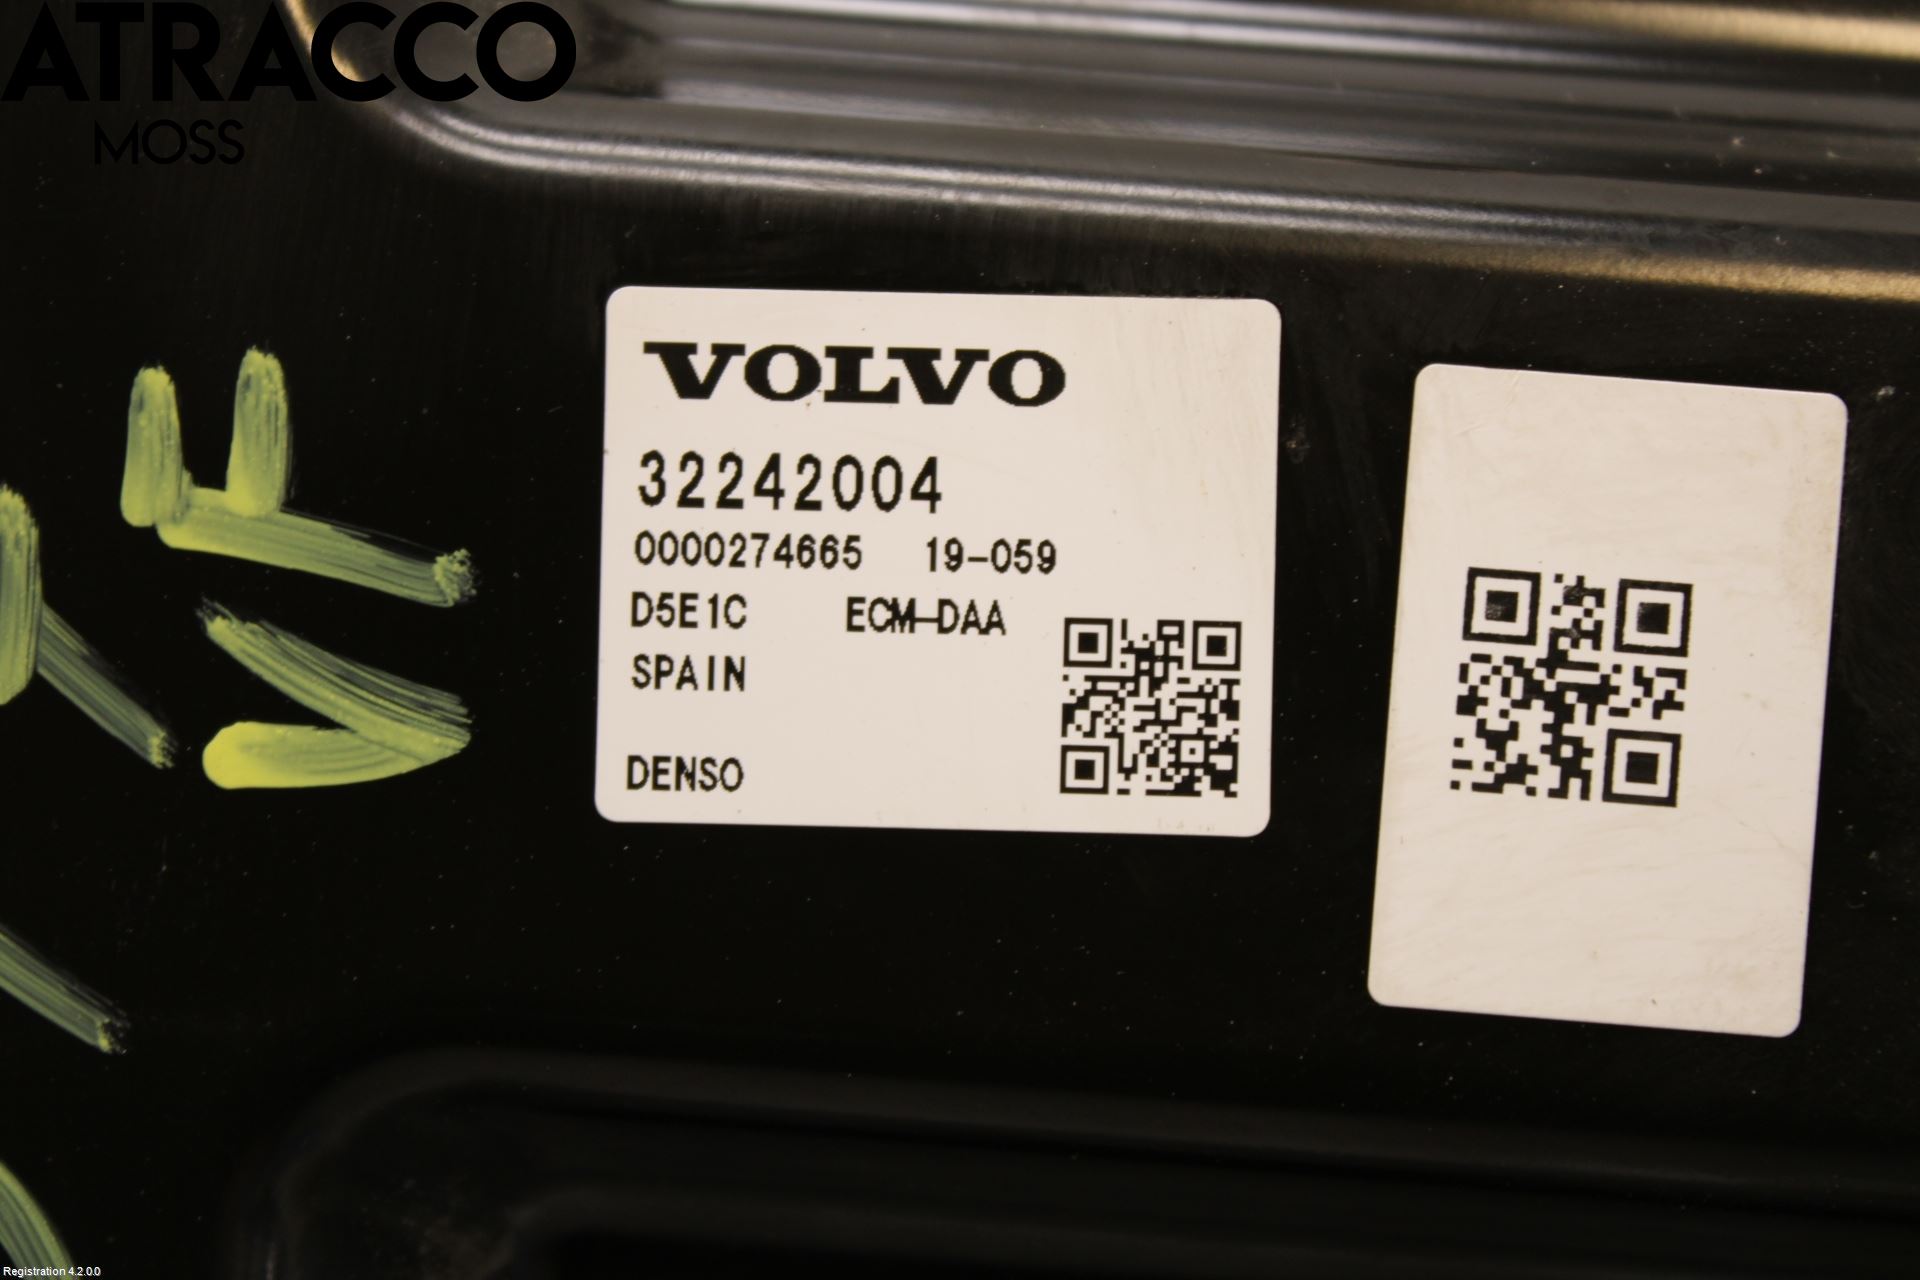 ATRACCO
MOSS
VOLVO
32242004
0000274665 19-059
D5E1C ECM-DAA
SPAIN
DENSO
Registration 4.2.0.0